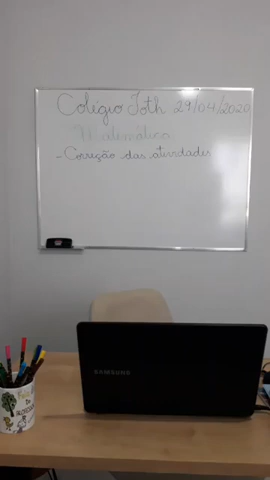 Colégio Toth 29/04/2020
Matemática
- Correção das atividades
SAMSUNG